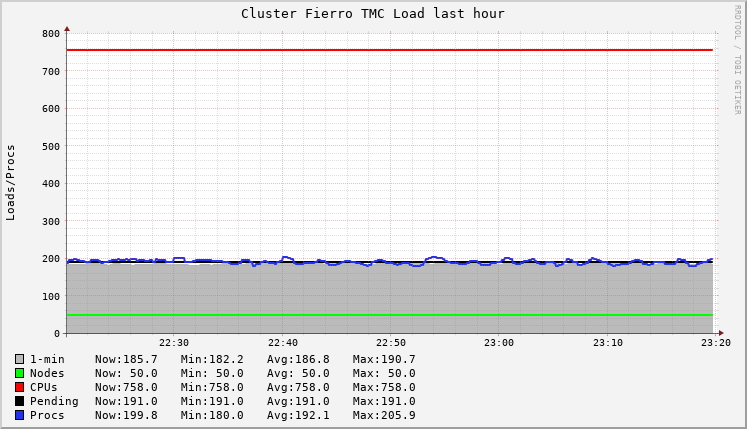 Cluster Fierro TMC Load last hour
RRDTOOL / TOBI OETIKER
Loads/Procs
800
700
600
500
400
300
200
100
0
22:30 22:40 22:50 23:00 23:10 23:20
1-min Now:185.7 Min:182.2 Avg:186.8 Max:190.7
Nodes Now: 50.0 Min: 50.0 Avg: 50.0 Max: 50.0
CPUs Now:758.0 Min:758.0 Avg:758.0 Max:758.0
Pending Now:191.0 Min:191.0 Avg:191.0 Max:191.0
Procs Now:199.8 Min:180.0 Avg:192.1 Max:205.9